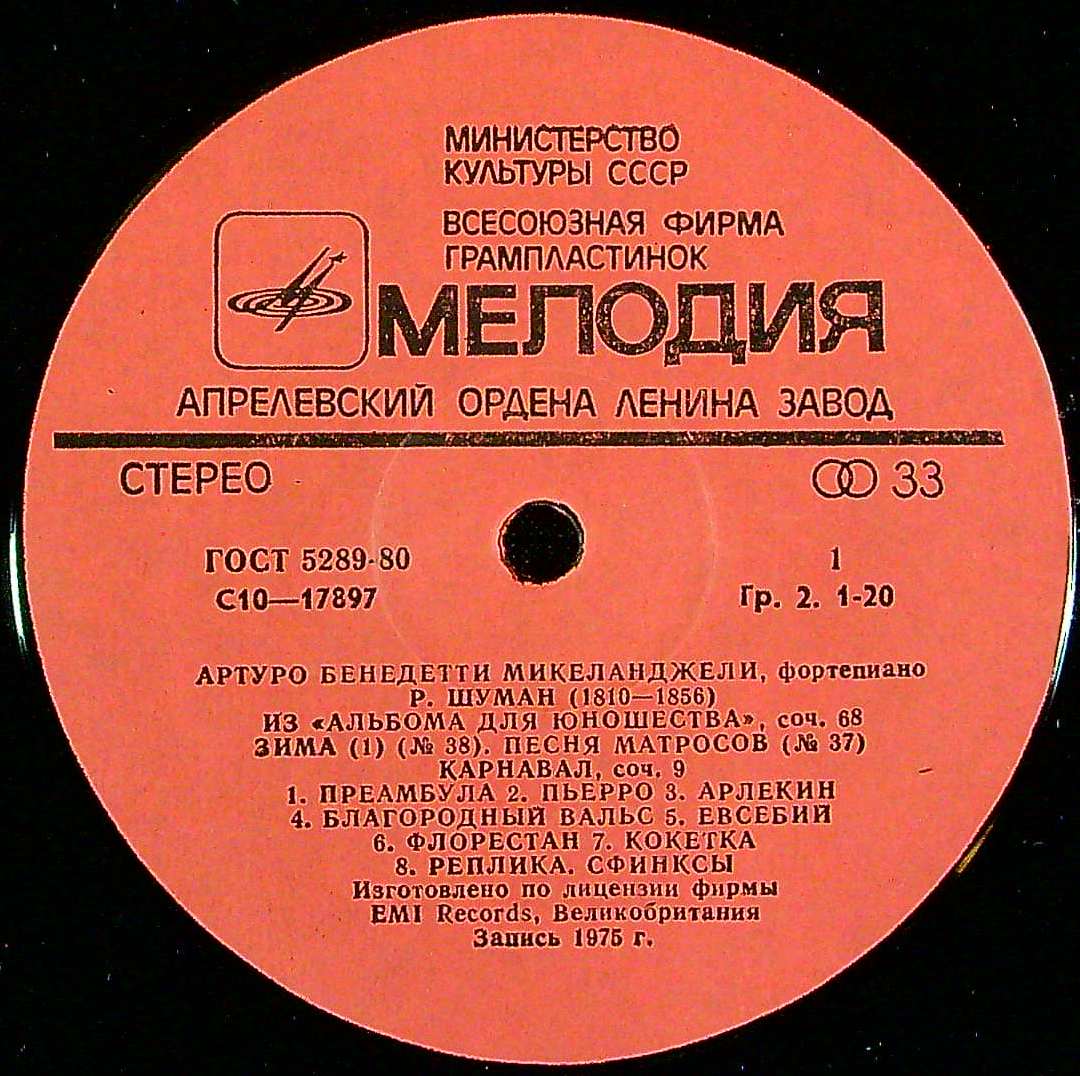 МИНИСТЕРСТВО
КУЛЬТУРЫ СССР
ВСЕСОЮЗНАЯ ФИРМА
ГРАМПЛАСТИНОК
МЕЛОДИЯ
АПРЕЛЕВСКИЙ ОРДЕНА ЛЕНИНА ЗАВОД
СТЕРЕО 33
ГОСТ 5289-80 1
С10—17897 Гр. 2. 1-20
АРТУРО БЕНЕДЕТТИ МИКЕЛАНДЖЕЛИ, фортепиано
Р. ШУМАН (1810—1856)
ИЗ «АЛЬБОМА ДЛЯ ЮНОШЕСТВА», соч. 68
ЗИМА (1) (№ 38). ПЕСНЯ МАТРОСОВ (№ 37)
КАРНАВАЛ, соч. 9
1. ПРЕАМБУЛА 2. ПЬЕРРО 3. АРЛЕКИН
4. БЛАГОРОДНЫЙ ВАЛЬС 5. ЕВСЕБИЙ
6. ФЛОРЕСТАН 7. КОКЕТКА
8. РЕПЛИКА. СФИНКСЫ
Изготовлено по лицензии фирмы
EMI Records, Великобритания
Запись 1975 г.